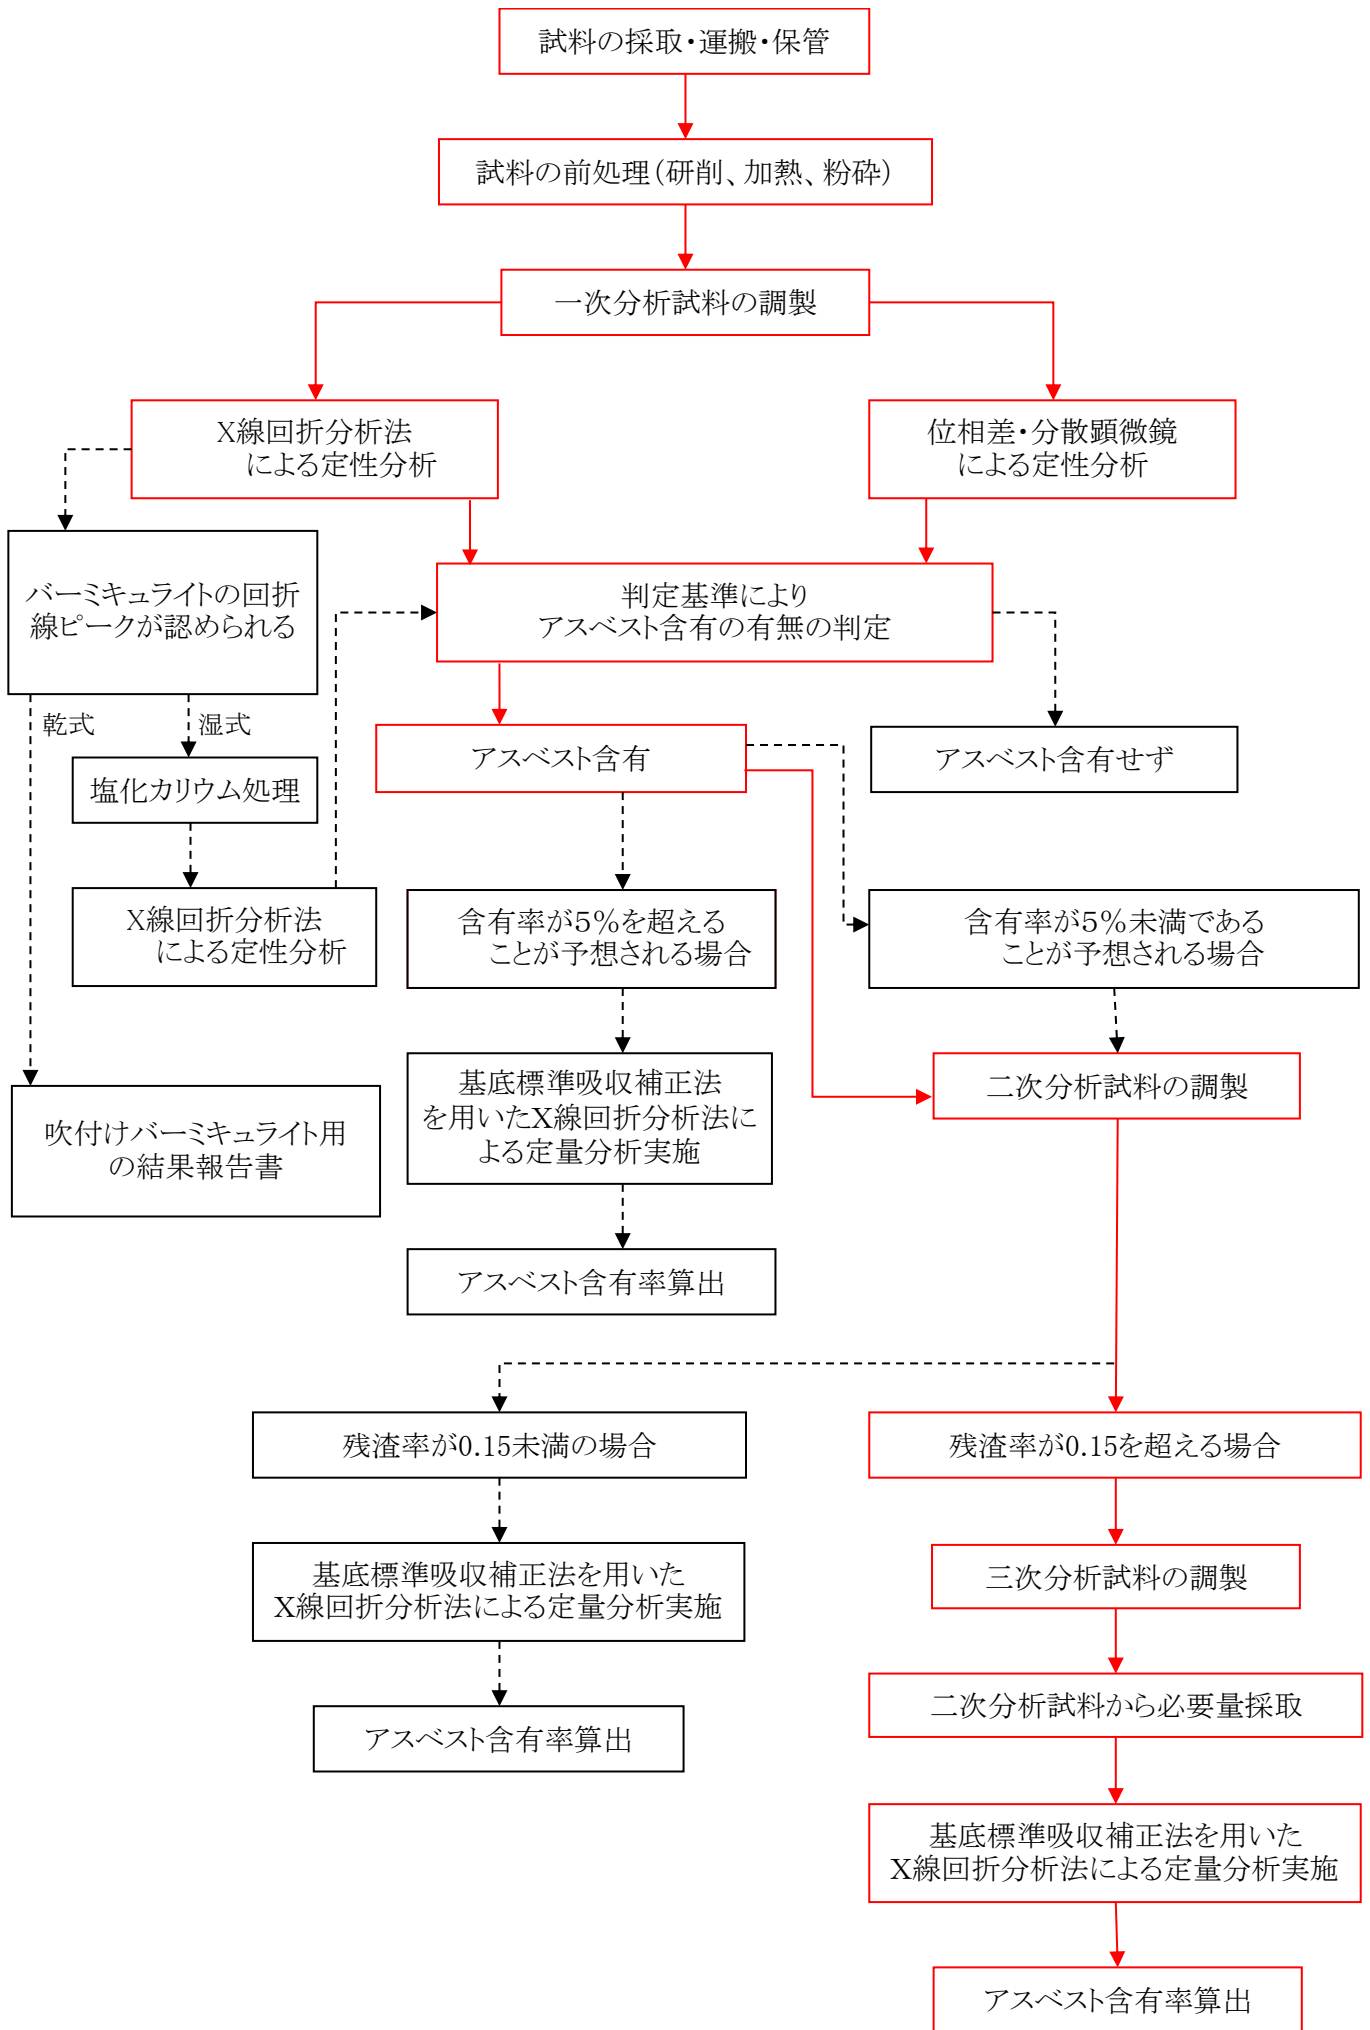 試料の採取・運搬・保管
試料の前処理（研削、加熱、粉砕）
一次分析試料の調製
X線回折分析法
による定性分析
位相差・分散顕微鏡
による定性分析
バーミキュライトの回折
線ピークが認められる
判定基準により
アスベスト含有の有無の判定
乾式
湿式
アスベスト含有
アスベスト含有せず
塩化カリウム処理
X線回折分析法
による定性分析
含有率が５％を超える
ことが予想される場合
含有率が５％未満である
ことが予想される場合
吹付けバーミキュライト用
の結果報告書
基底標準吸収補正法
を用いたX線回折分析法に
よる定量分析実施
二次分析試料の調製
アスベスト含有率算出
残渣率が0.15未満の場合
残渣率が0.15を超える場合
基底標準吸収補正法を用いた
X線回折分析法による定量分析実施
三次分析試料の調製
アスベスト含有率算出
二次分析試料から必要量採取
基底標準吸収補正法を用いた
X線回折分析法による定量分析実施
アスベスト含有率算出